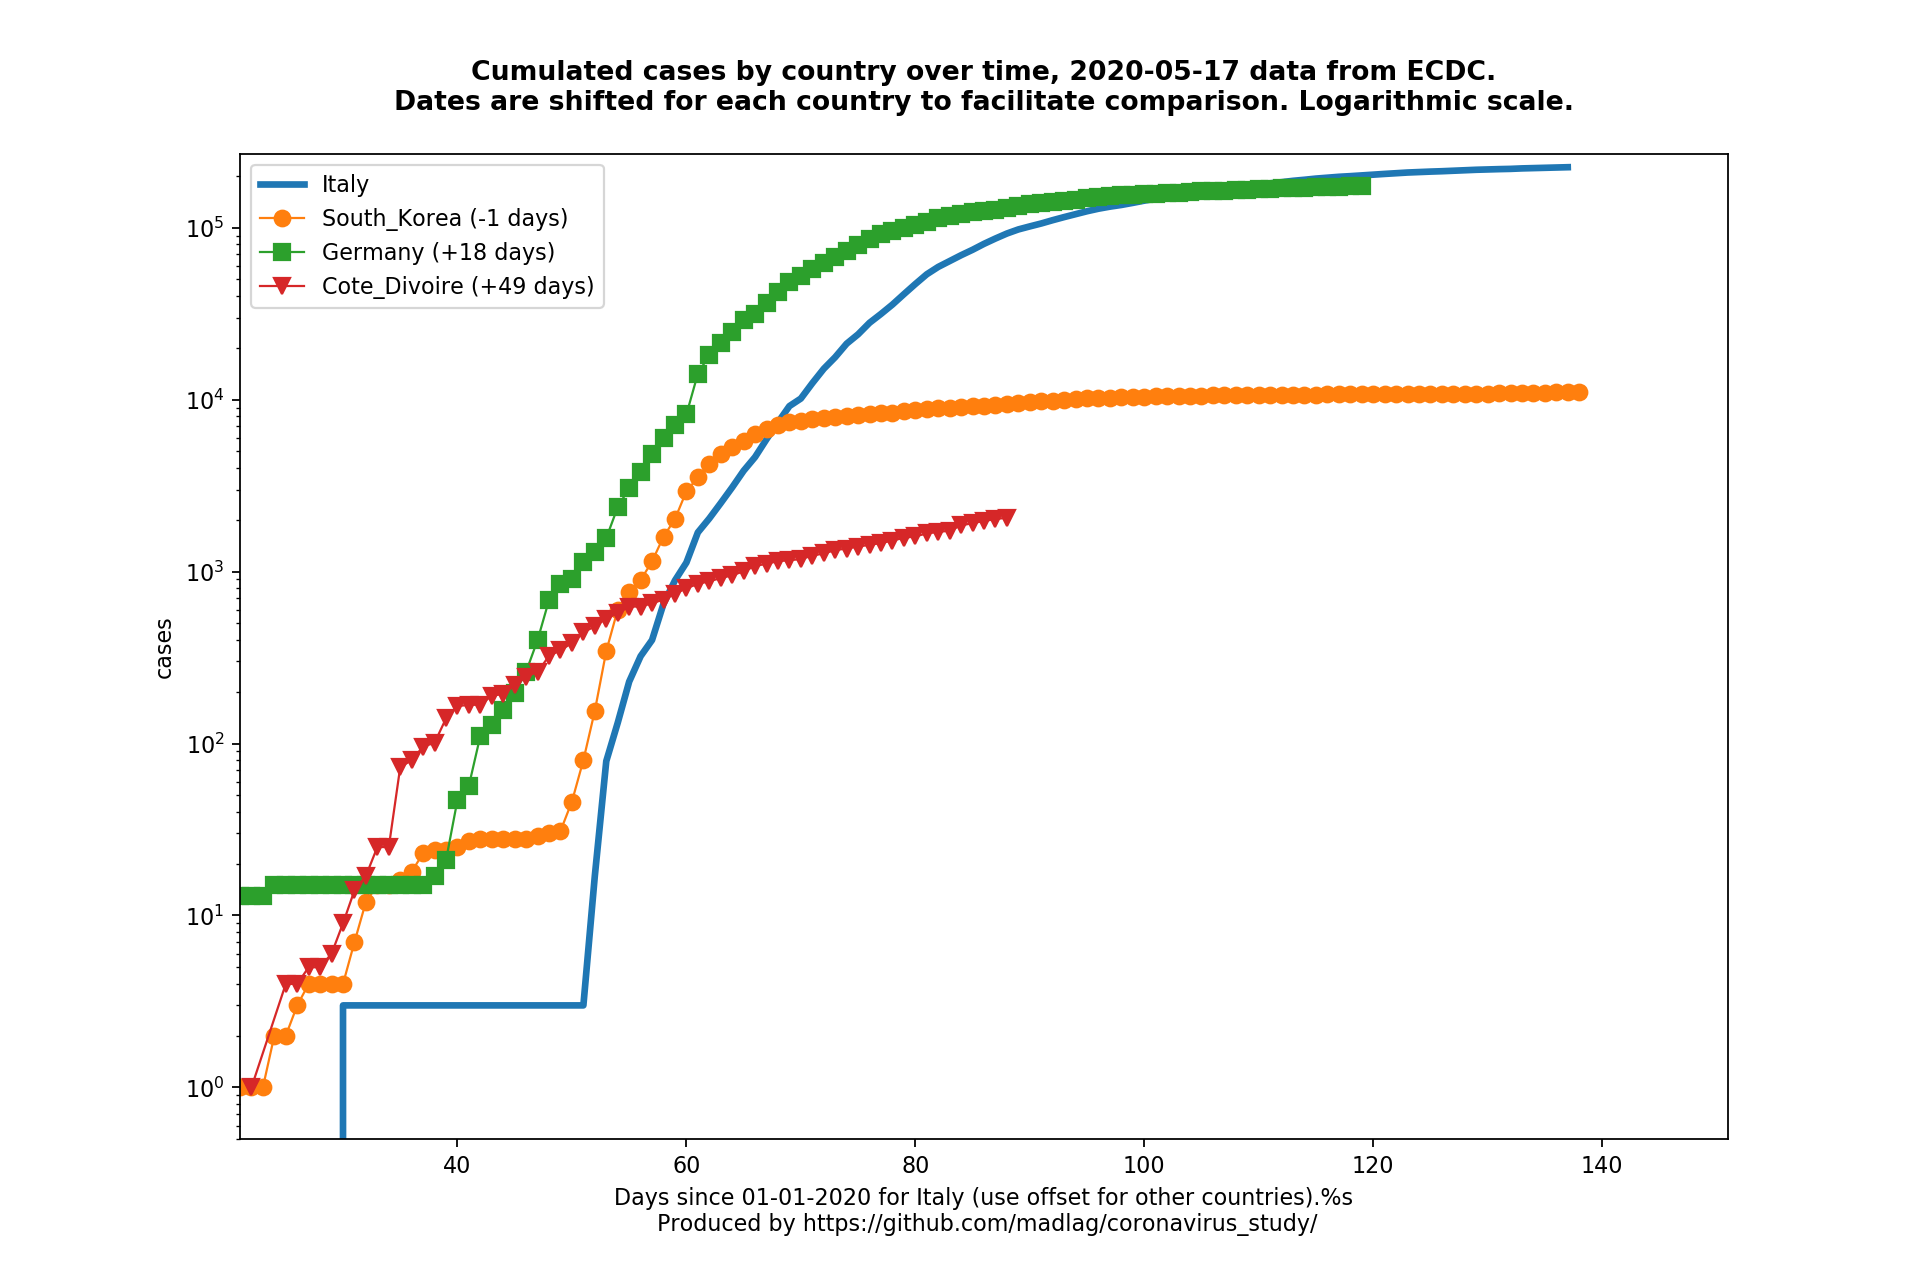 Cumulated cases by country over time, 2020-05-17 data from ECDC.
Dates are shifted for each country to facilitate comparison. Logarithmic scale.
Italy
South_Korea (-1 days)
Germany (+18 days)
Cote_Divoire (+49 days)
10^5
10^4
10^3
10^2
10^1
10^0
cases
40 60 80 100 120 140
Days since 01-01-2020 for Italy (use offset for other countries).%s
Produced by https://github.com/madlag/coronavirus_study/